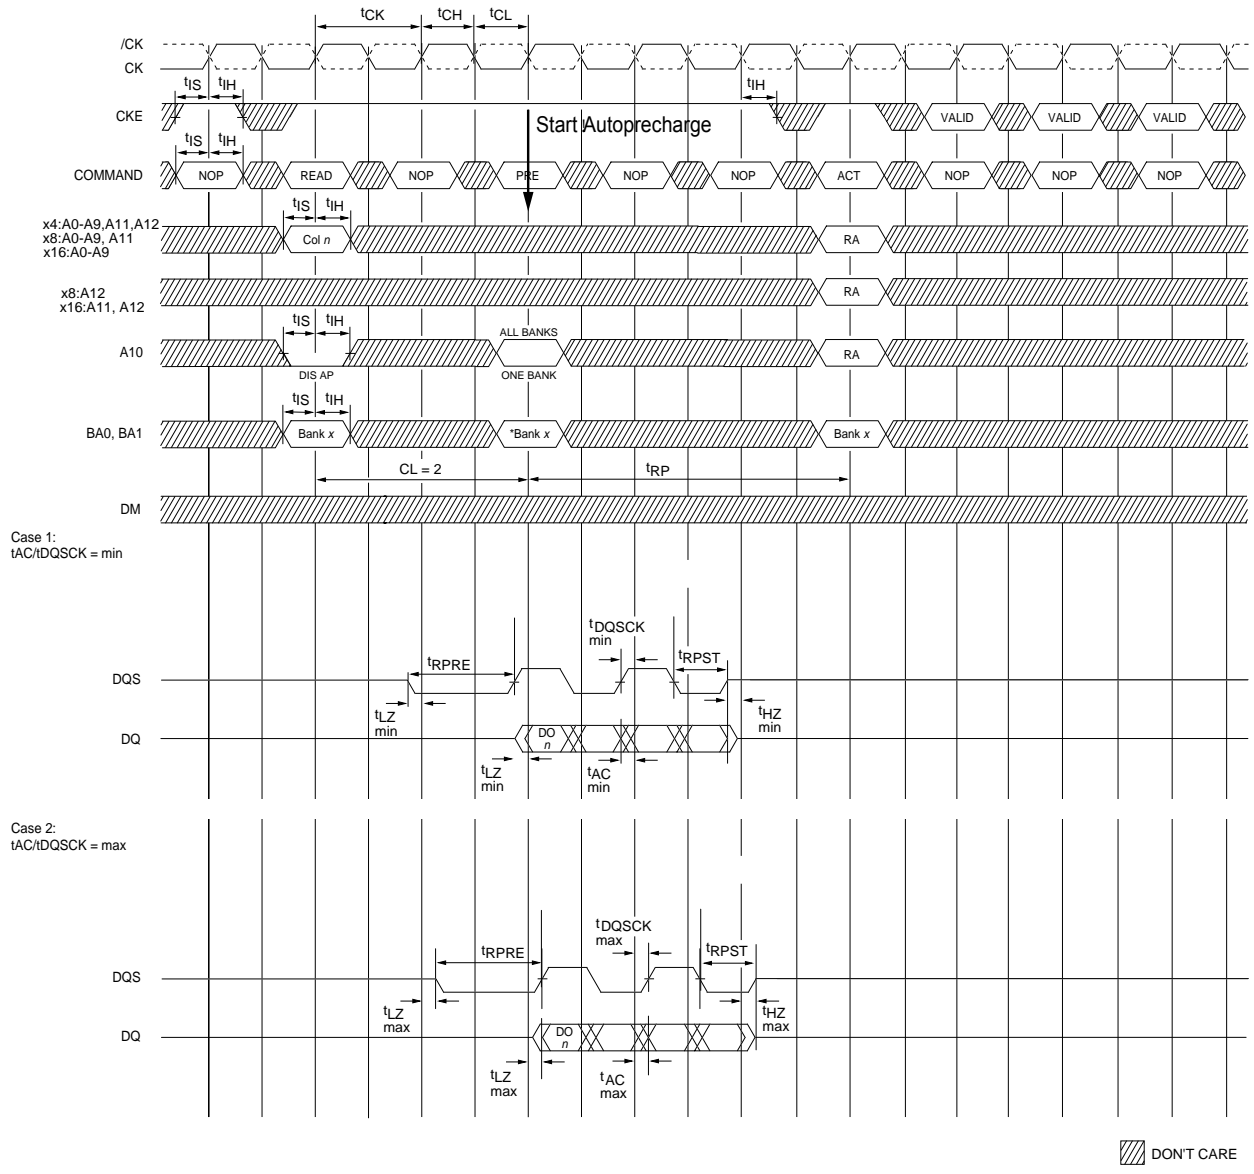 tCK tCH tCL
/CK
CK
tIS tIH tIH
CKE VALID VALID VALID
Start Autoprecharge
tIS tIH
COMMAND NOP READ NOP PRE NOP NOP ACT NOP NOP NOP
tIS tIH
x4:A0-A9,A11,A12
x8:A0-A9, A11
x16:A0-A9
Col n RA
x8:A12
x16:A11, A12
RA
tIS tIH ALL BANKS
A10 RA
DIS AP ONE BANK
tIS tIH
BA0, BA1 Bank x *Bank x Bank x
CL = 2 tRP
DM
Case 1:
tAC/tDQSCK = min
tDQSCK
min
tRPRE tRPST
DQS
tLZ
min
tHZ
min
DQ DO
n
tLZ
min
tAC
min
Case 2:
tAC/tDQSCK = max
tDQSCK
max
tRPRE tRPST
DQS
tLZ
max
tHZ
max
DQ DO
n
tLZ
max
tAC
max
DON'T CARE